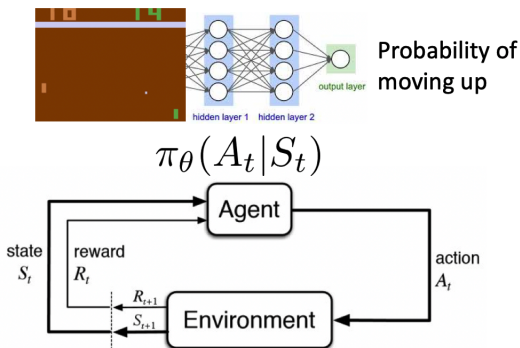 14
Probability of
moving up
output layer
hidden layer 1
hidden layer 2
πθ(At|St)
Agent
state
St
reward
Rt
action
At
Rt+1
St+1
Environment